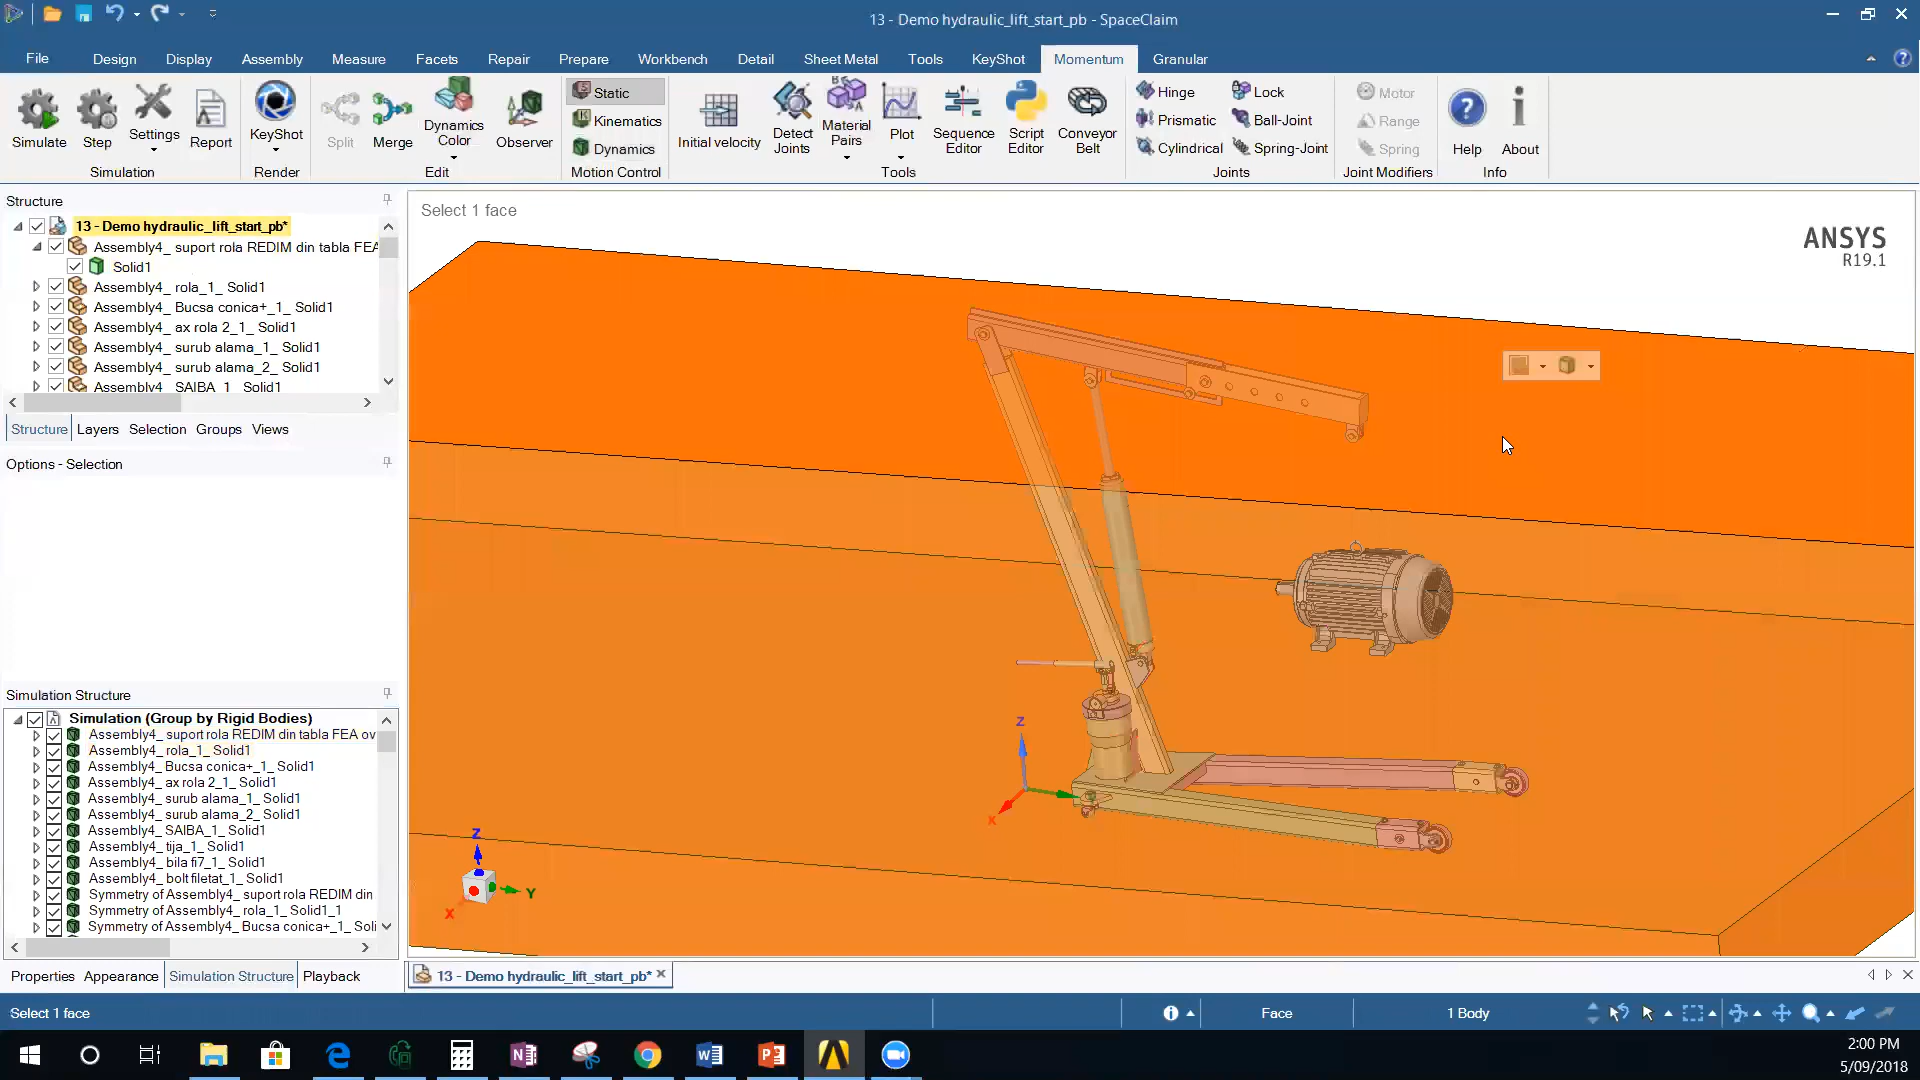 13 - Demo hydraulic_lift_start_pb - SpaceClaim
File Design Display Assembly Measure Facets Repair Prepare Workbench Detail Sheet Metal Tools KeyShot Momentum Granular
Simulate Step Settings Report
Simulation
KeyShot
Render
Split Merge Dynamics Color Observer
Edit
Static
Kinematics
Dynamics
Motion Control
Initial velocity Detect Joints Material Pairs Plot Sequence Editor Script Editor Conveyor Belt
Tools
Hinge Lock
Prismatic Ball-Joint
Cylindrical Spring-Joint
Joints
Motor
Range
Spring
Joint Modifiers
Help About
Info
Structure
13 - Demo hydraulic_lift_start_pb*
Assembly4_ suport rola REDIM din tabla FEA
Solid1
Assembly4_ rola_1_ Solid1
Assembly4_ Bucsa conica+_1_ Solid1
Assembly4_ ax rola 2_1_ Solid1
Assembly4_ surub alama_1_ Solid1
Assembly4_ surub alama_2_ Solid1
Assembly4_ SAIBA_1_ Solid1
Structure Layers Selection Groups Views
Options - Selection
Simulation Structure
Simulation (Group by Rigid Bodies)
Assembly4_ suport rola REDIM din tabla FEA ov
Assembly4_ rola_1_ Solid1
Assembly4_ Bucsa conica+_1_ Solid1
Assembly4_ ax rola 2_1_ Solid1
Assembly4_ surub alama_1_ Solid1
Assembly4_ surub alama_2_ Solid1
Assembly4_ SAIBA_1_ Solid1
Assembly4_ tija_1_ Solid1
Assembly4_ bila fi7_1_ Solid1
Assembly4_ bolt filetat_1_ Solid1
Symmetry of Assembly4_ suport rola REDIM din
Symmetry of Assembly4_ rola_1_ Solid1_1
Symmetry of Assembly4_ Bucsa conica+_1_ Soli
Properties Appearance Simulation Structure Playback
Select 1 face
ANSYS
R19.1
Z
X
Z
Y
X
13 - Demo hydraulic_lift_start_pb*
Select 1 face Face 1 Body
2:00 PM
5/09/2018